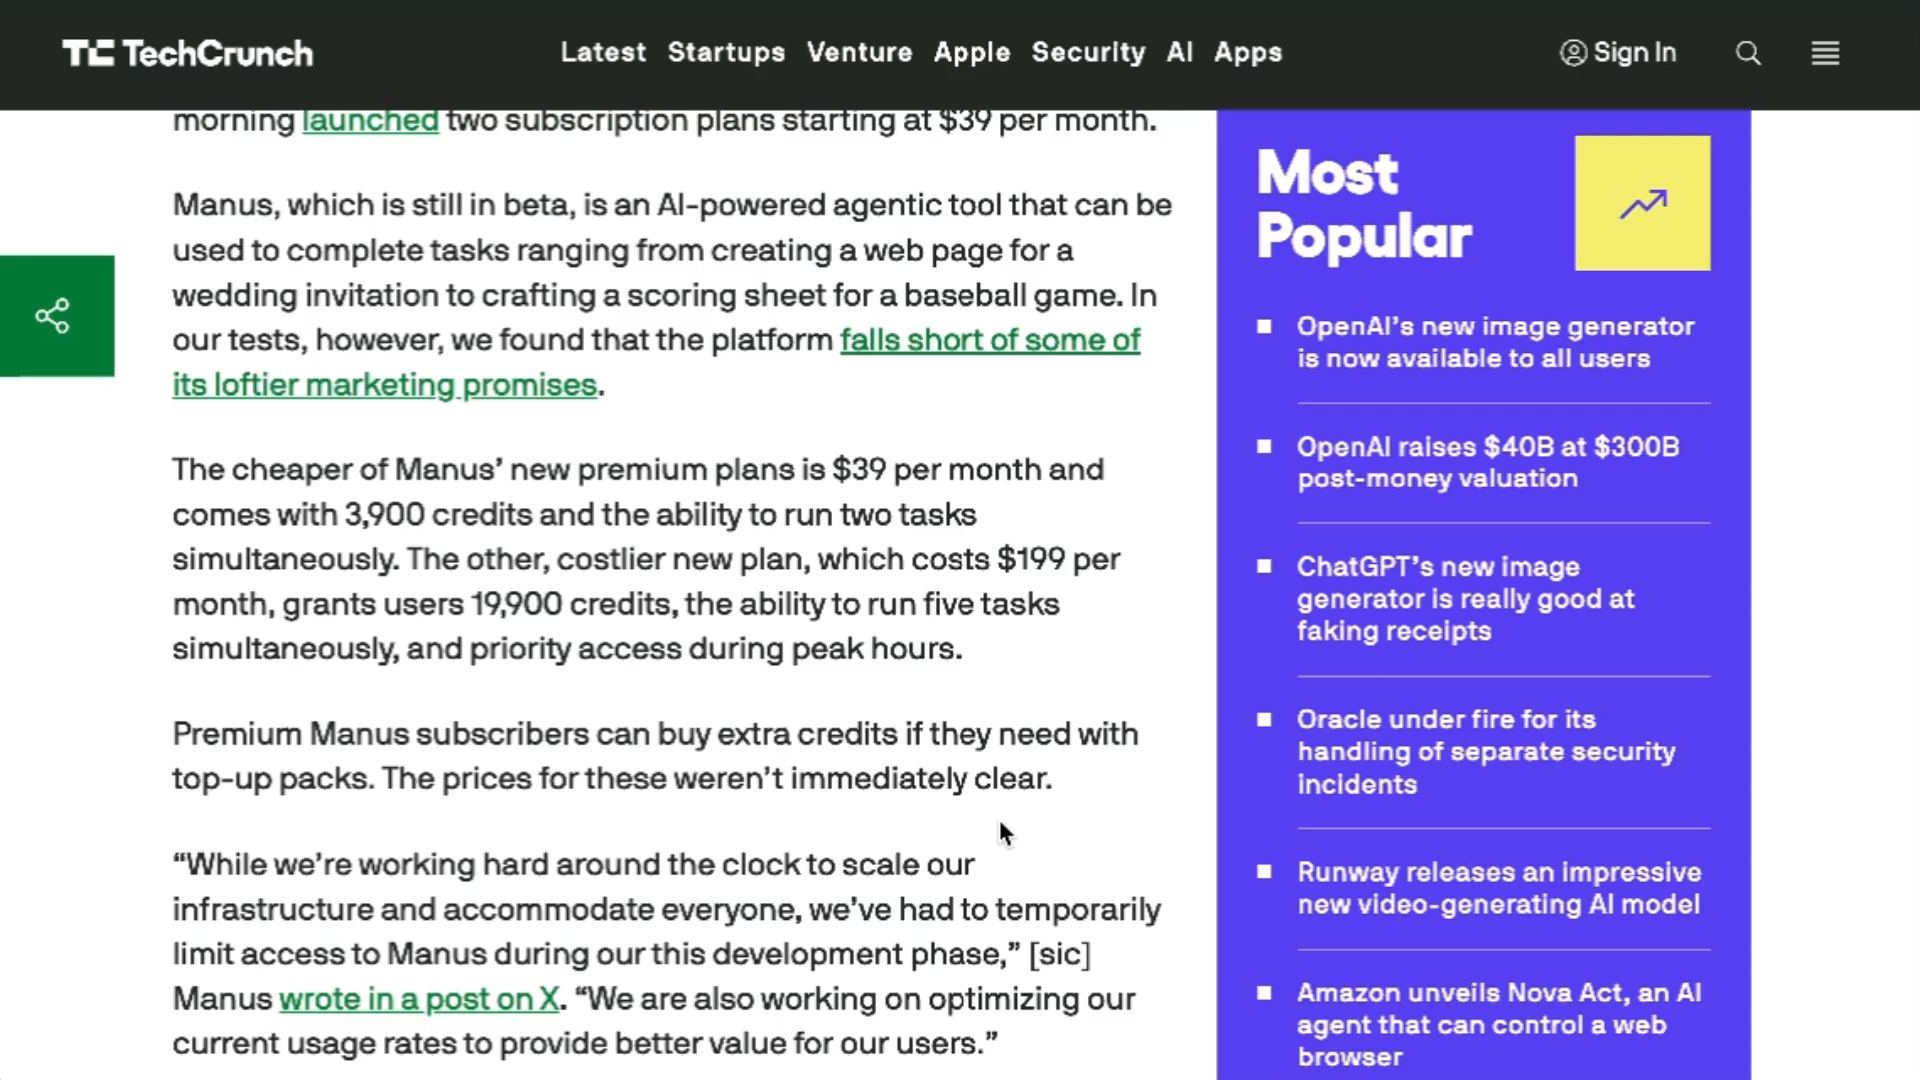 TechCrunch
Latest Startups Venture Apple Security AI Apps
Sign In
morning launched two subscription plans starting at $39 per month.
Manus, which is still in beta, is an AI-powered agentic tool that can be
used to complete tasks ranging from creating a web page for a
wedding invitation to crafting a scoring sheet for a baseball game. In
our tests, however, we found that the platform falls short of some of
its loftier marketing promises.
The cheaper of Manus’ new premium plans is $39 per month and
comes with 3,900 credits and the ability to run two tasks
simultaneously. The other, costlier new plan, which costs $199 per
month, grants users 19,900 credits, the ability to run five tasks
simultaneously, and priority access during peak hours.
Premium Manus subscribers can buy extra credits if they need with
top-up packs. The prices for these weren’t immediately clear.
“While we’re working hard around the clock to scale our
infrastructure and accommodate everyone, we’ve had to temporarily
limit access to Manus during our this development phase,” [sic]
Manus wrote in a post on X. “We are also working on optimizing our
current usage rates to provide better value for our users.”
Most
Popular
OpenAI’s new image generator
is now available to all users
OpenAI raises $40B at $300B
post-money valuation
ChatGPT’s new image
generator is really good at
faking receipts
Oracle under fire for its
handling of separate security
incidents
Runway releases an impressive
new video-generating AI model
Amazon unveils Nova Act, an AI
agent that can control a web
browser